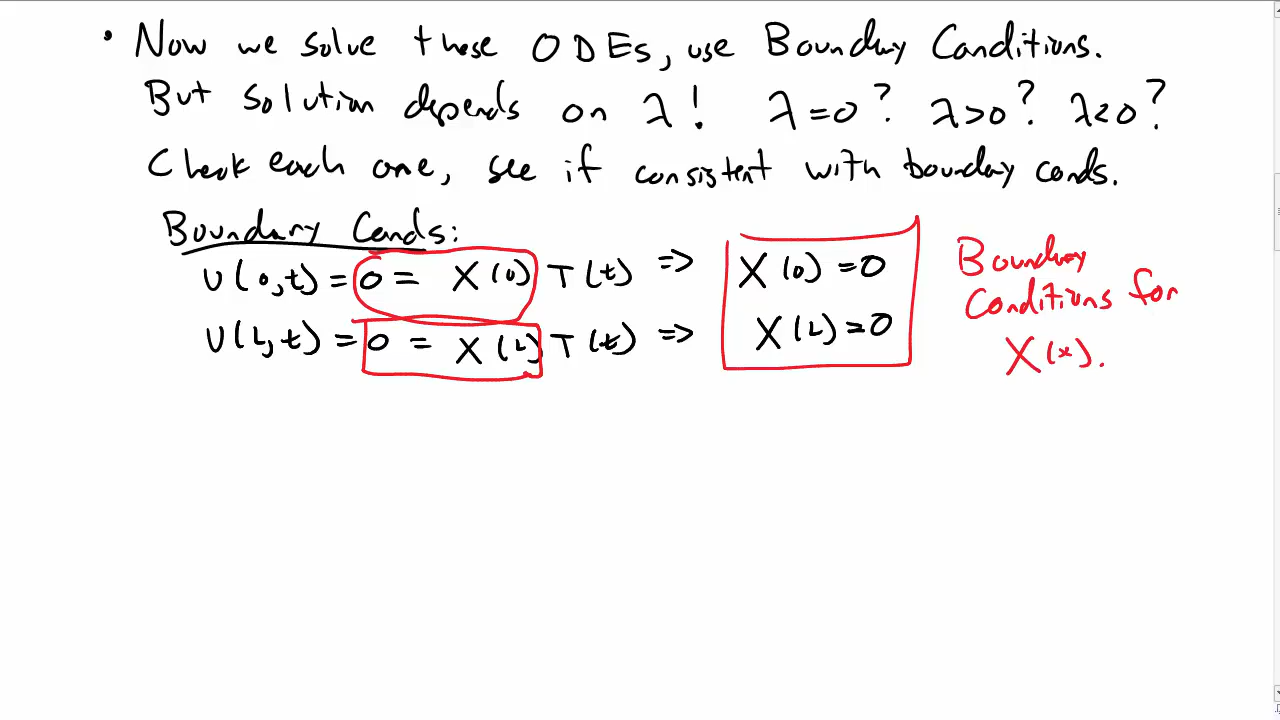 • Now we solve these ODEs, use Boundary Conditions.
But solution depends on λ! λ=0? λ>0? λ<0?
Check each one, see if consistent with boundary conds.
Boundary Conds:
U(0,t) = 0 = X(0) T(t) => X(0) = 0
U(L,t) = 0 = X(L) T(t) => X(L) = 0
Boundary
Conditions for
X(x).